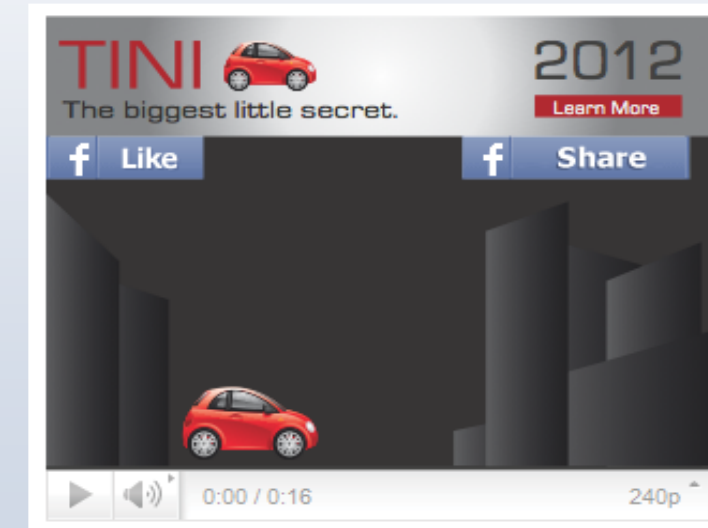 TINI
2012
The biggest little secret.
Learn More
f Like
f Share
0:00 / 0:16
240p